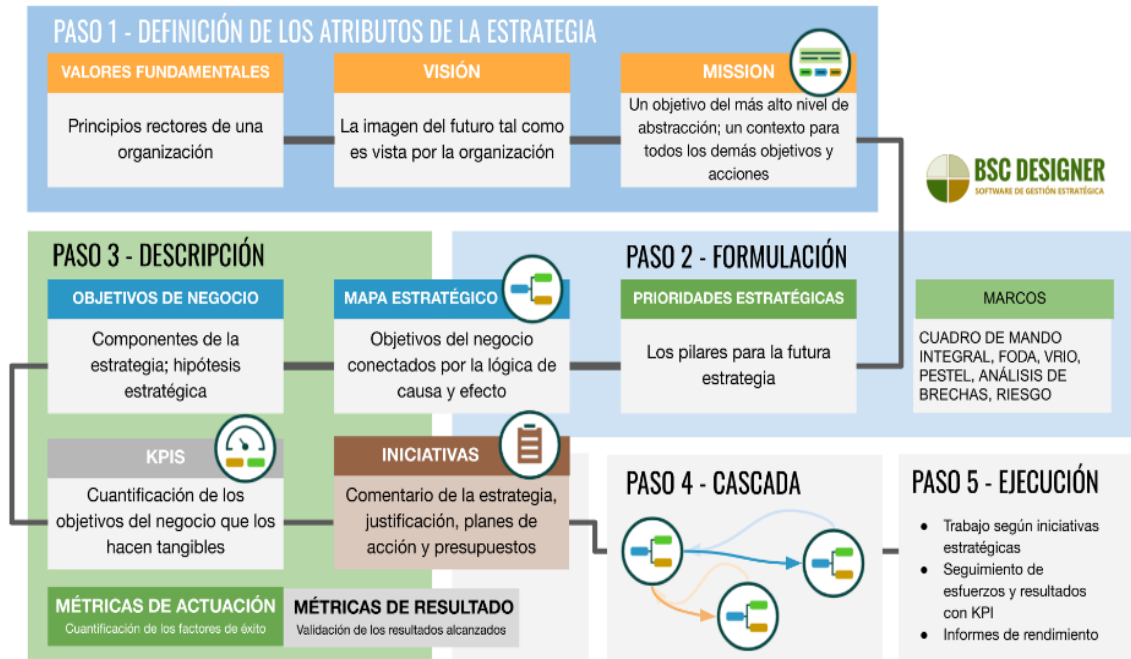 PASO 1 - DEFINICIÓN DE LOS ATRIBUTOS DE LA ESTRATEGIA
VALORES FUNDAMENTALES
Principios rectores de una
organización
VISIÓN
La imagen del futuro tal como
es vista por la organización
MISSION
Un objetivo del más alto nivel de
abstracción; un contexto para
todos los demás objetivos y
acciones
BSC DESIGNER
SOFTWARE DE GESTIÓN ESTRATÉGICA
PASO 2 - FORMULACIÓN
PRIORIDADES ESTRATÉGICAS
Los pilares para la futura
estrategia
MARCOS
CUADRO DE MANDO
INTEGRAL, FODA, VRIO,
PESTEL, ANÁLISIS DE
BRECHAS, RIESGO
PASO 3 - DESCRIPCIÓN
MAPA ESTRATÉGICO
Objetivos del negocio
conectados por la lógica de
causa y efecto
OBJETIVOS DE NEGOCIO
Componentes de la
estrategia; hipótesis
estratégica
KPIS
Cuantificación de los
objetivos del negocio que los
hacen tangibles
INICIATIVAS
Comentario de la estrategia,
justificación, planes de
acción y presupuestos
MÉTRICAS DE ACTUACIÓN
Cuantificación de los factores de éxito
MÉTRICAS DE RESULTADO
Validación de los resultados alcanzados
PASO 4 - CASCADA
PASO 5 - EJECUCIÓN
● Trabajo según iniciativas
estratégicas
● Seguimiento de
esfuerzos y resultados
con KPI
● Informes de rendimiento